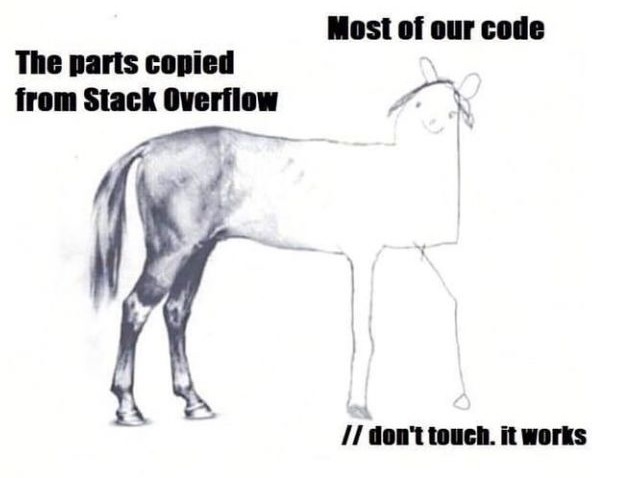 Most of our code
The parts copied
from Stack Overflow
// don't touch. it works